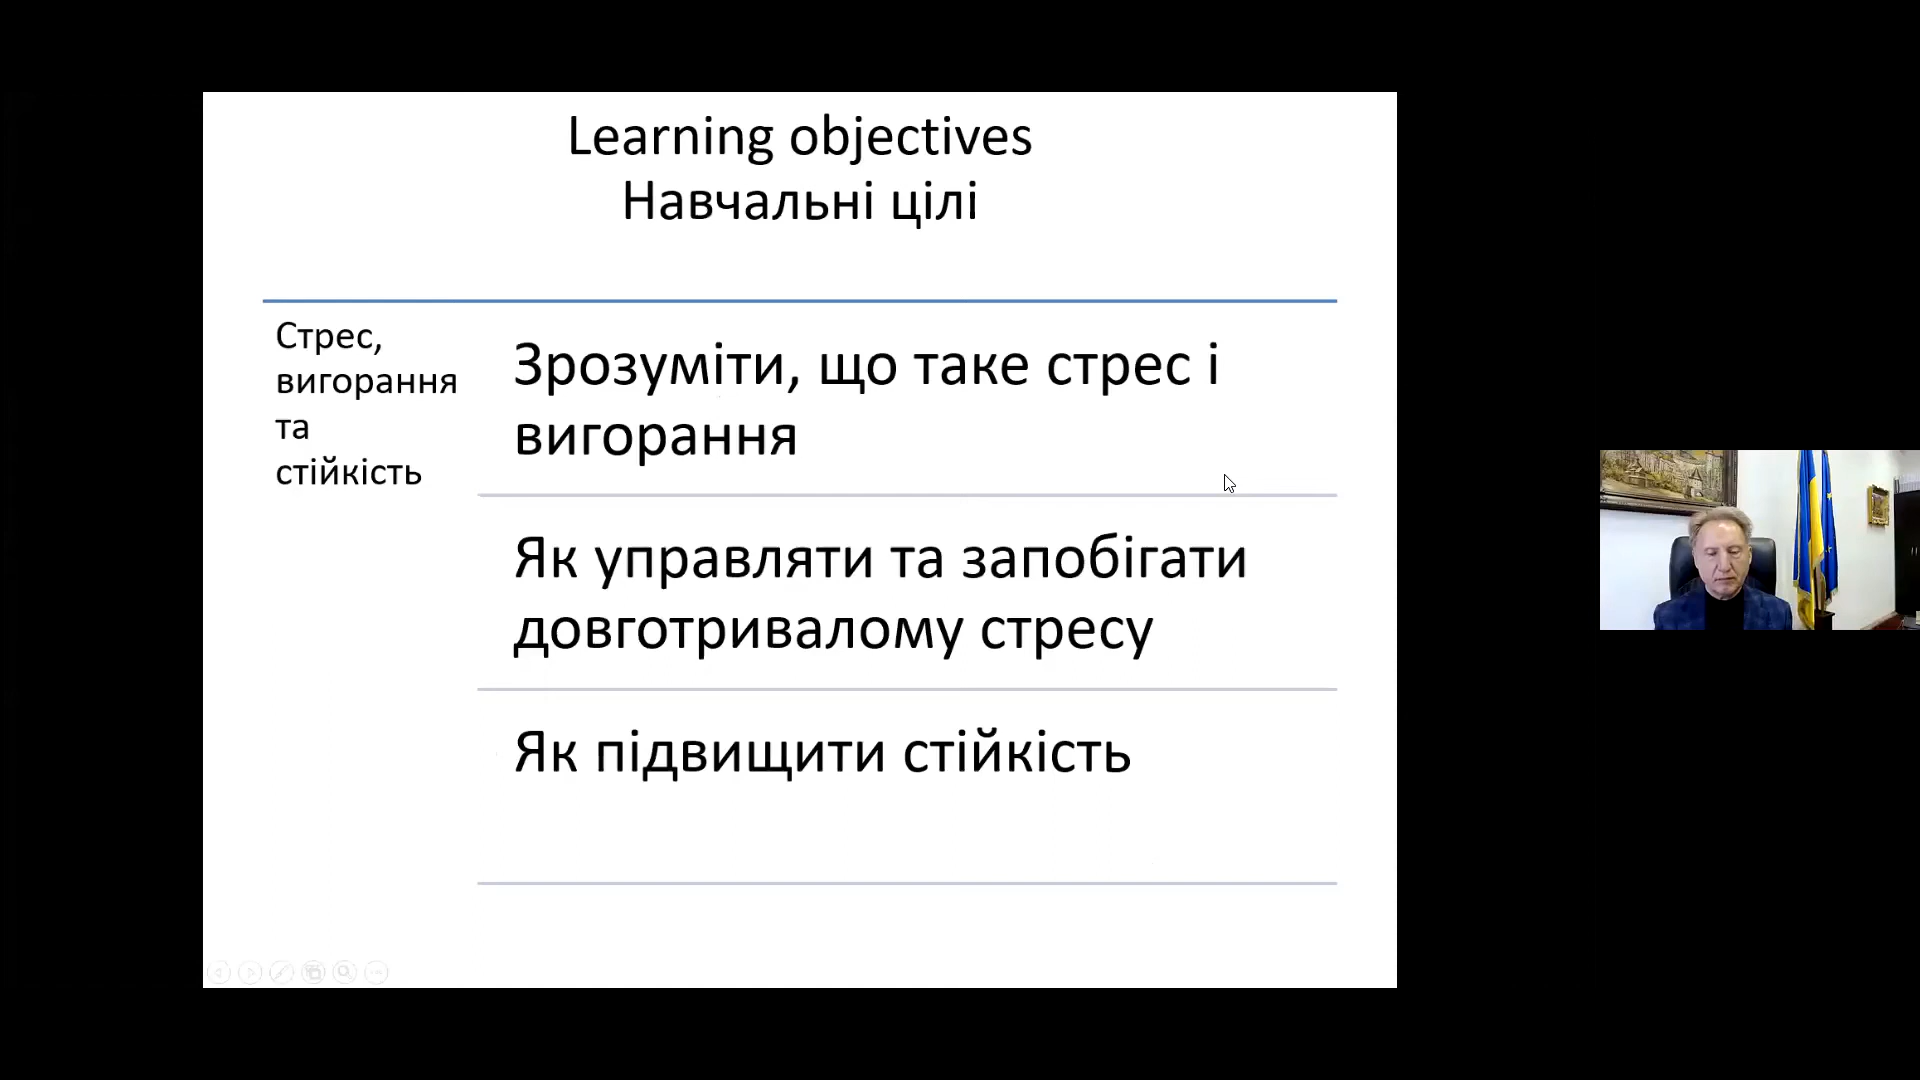 Learning objectives
Навчальні цілі
Стрес,
вигорання
та
стійкість
Зрозуміти, що таке стрес і
вигорання
Як управляти та запобігати
довготривалому стресу
Як підвищити стійкість